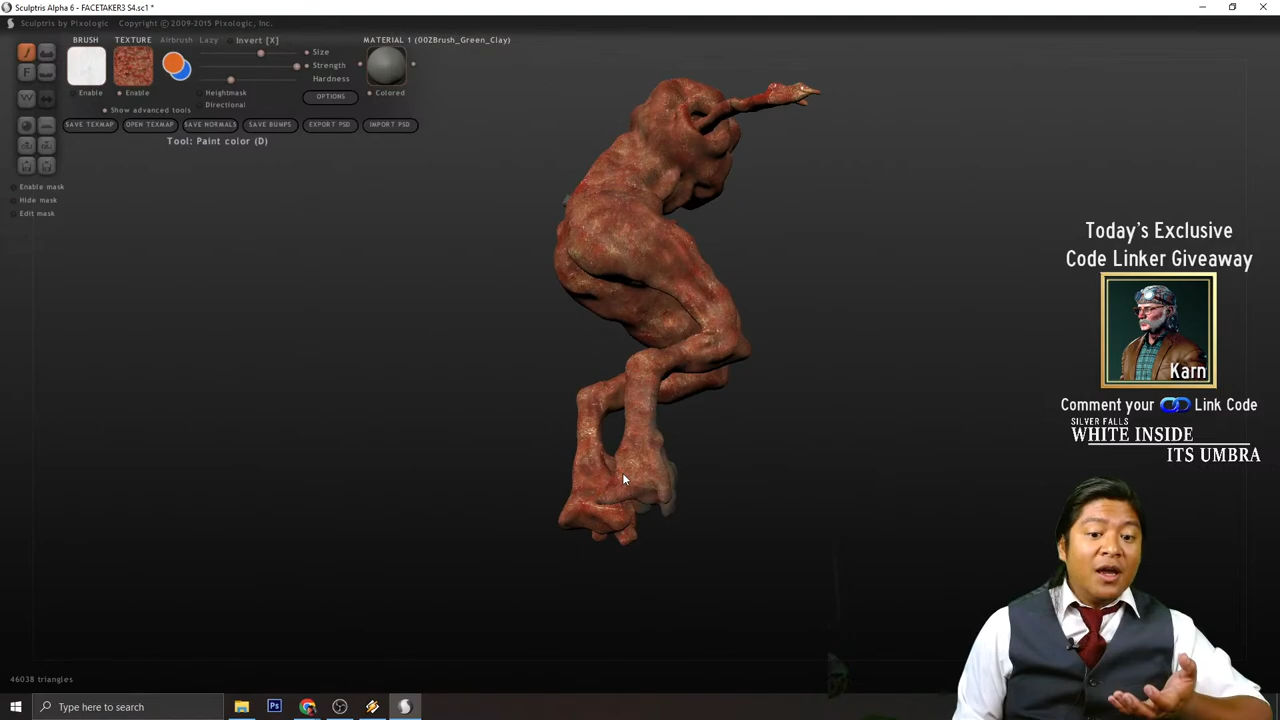 Sculptris Alpha 6 - FACETAKER3 S4.sc1 *
Sculptris by Pixologic Copyright © 2009-2015 Pixologic, Inc.
BRUSH TEXTURE Airbrush Lazy Invert [X] MATERIAL 1 (00ZBrush_Green_Clay)
Size
Strength
Hardness
Enable Enable Heightmask Colored
Directional
OPTIONS
Show advanced tools
SAVE TEXMAP OPEN TEXMAP SAVE NORMALS SAVE BUMPS EXPORT PSD IMPORT PSD
Tool: Paint color (D)
F
W
Enable mask
Hide mask
Edit mask
Today's Exclusive
Code Linker Giveaway
Karn
Comment your Link Code
SILVER FALLS
WHITE INSIDE
ITS UMBRA
46038 triangles
Type here to search
Ps